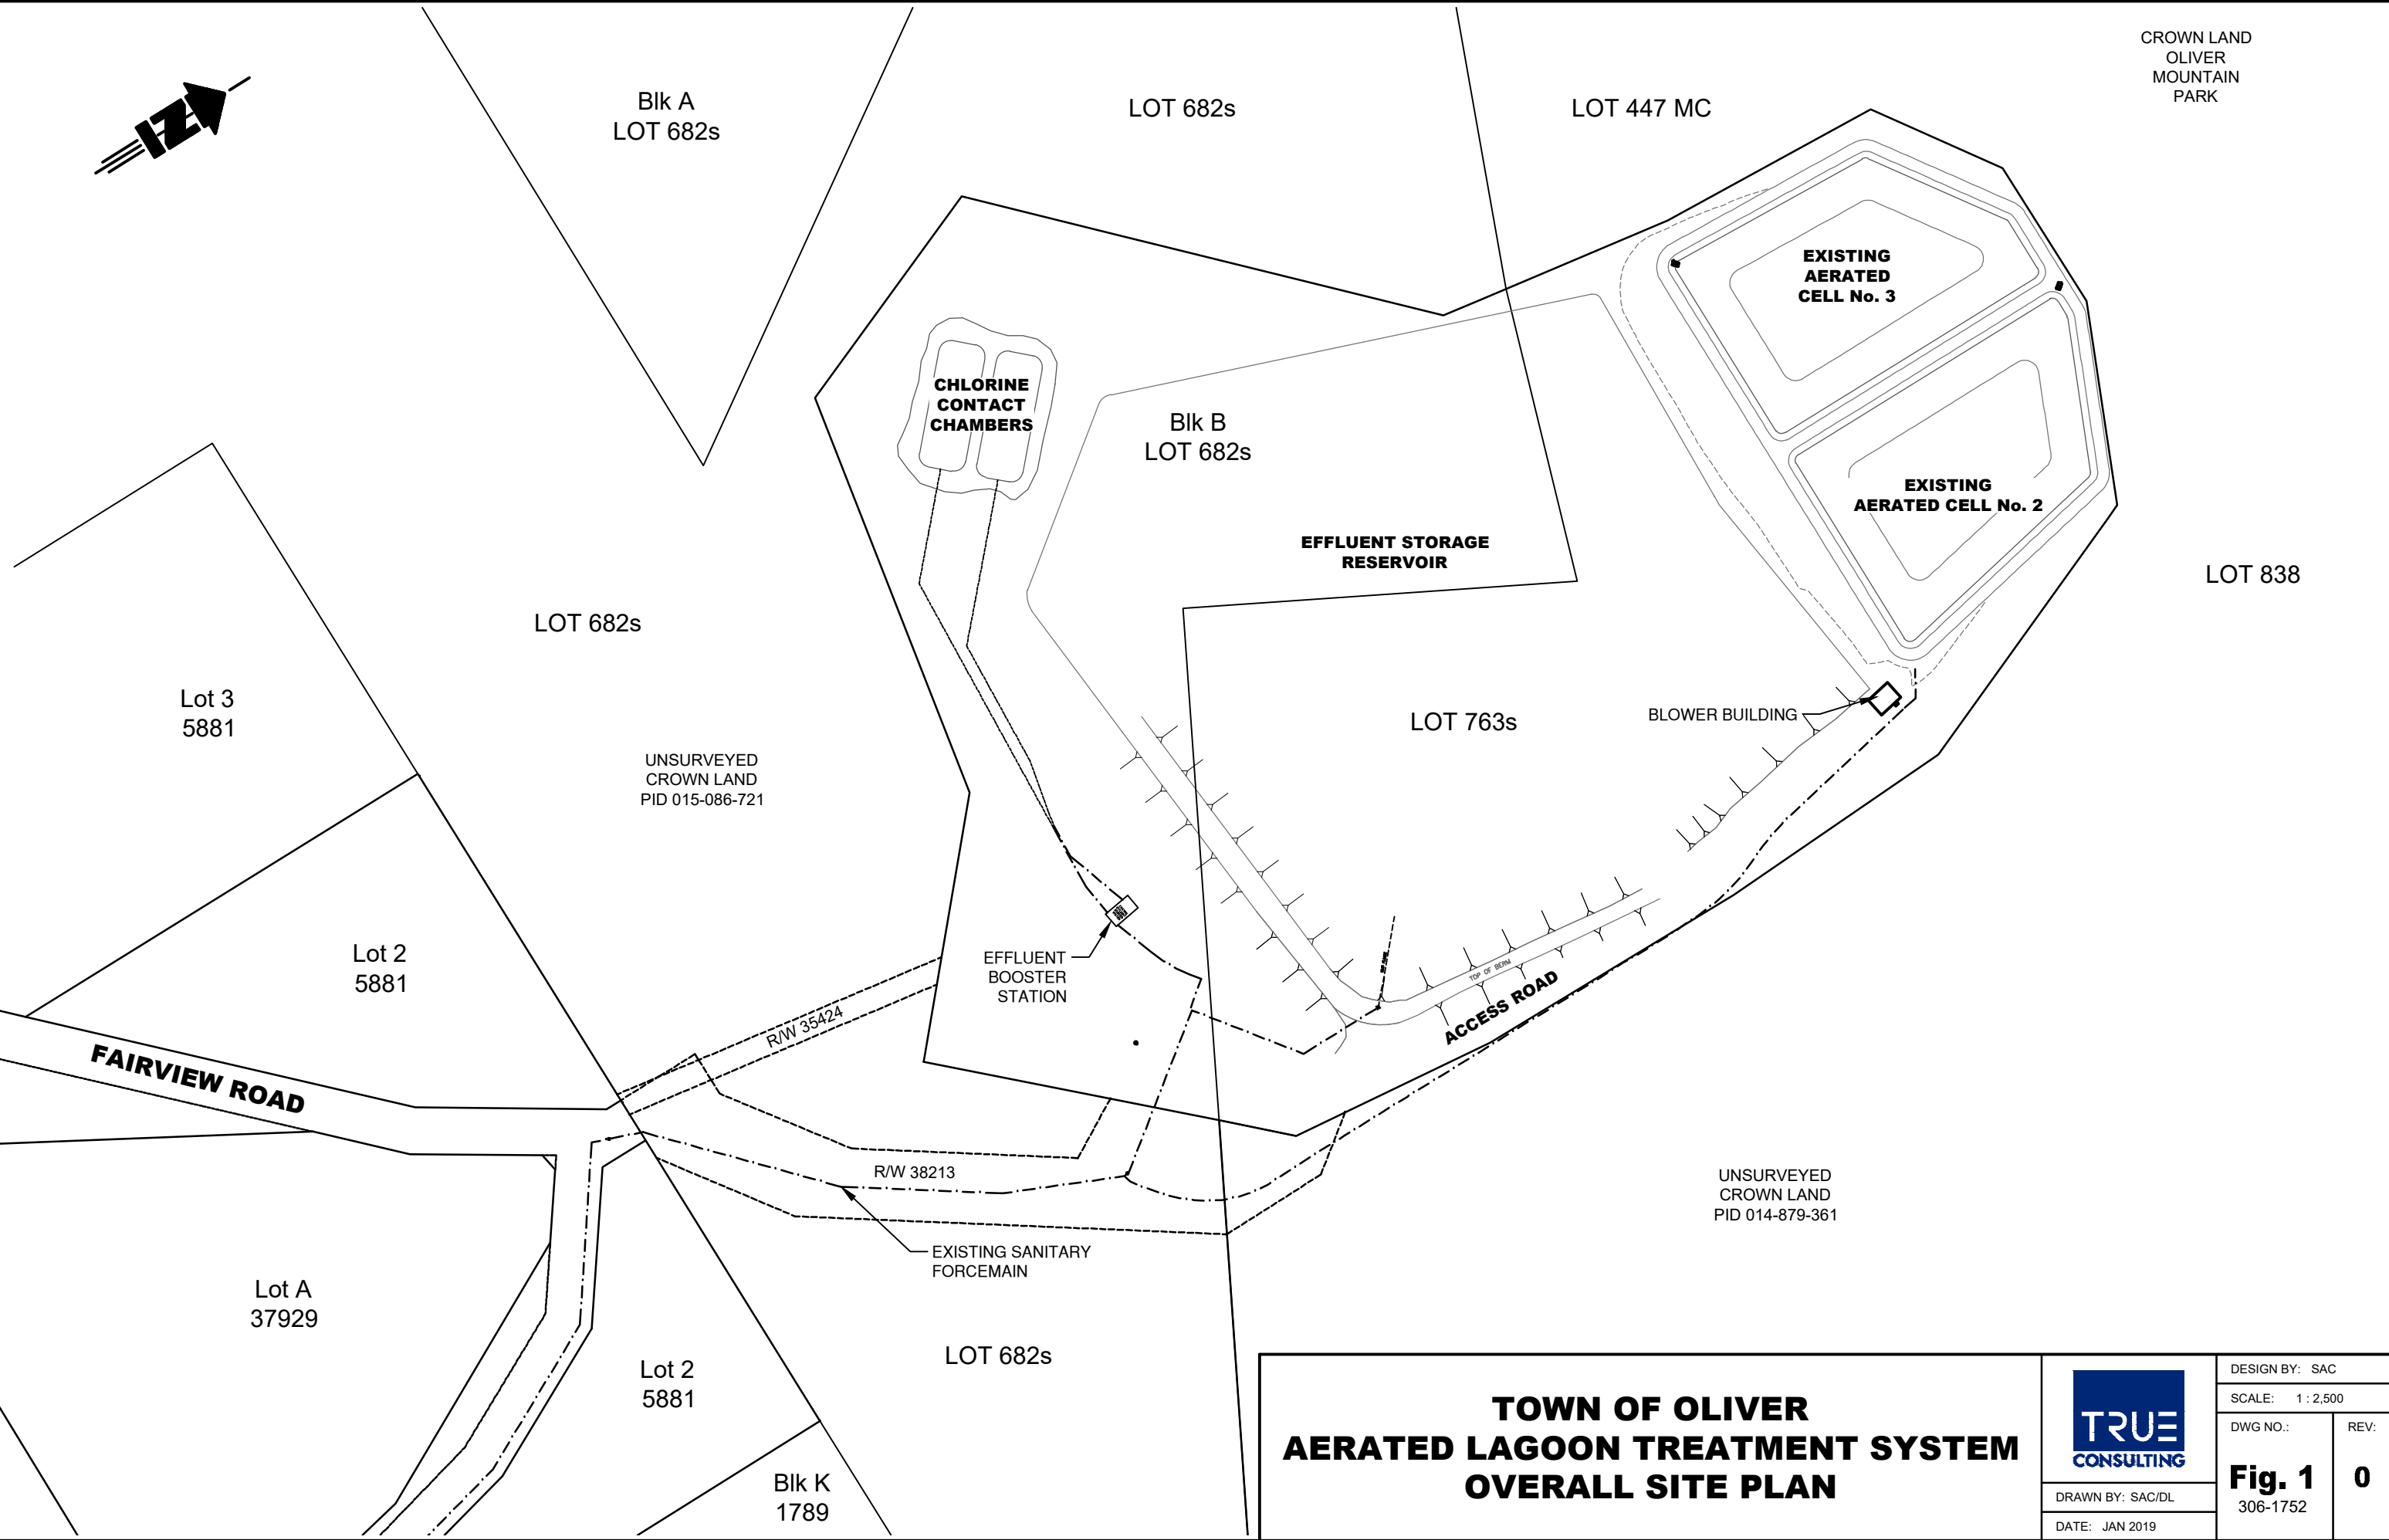 CROWN LAND
OLIVER
MOUNTAIN
PARK
N
Blk A
LOT 682s
LOT 682s
LOT 447 MC
EXISTING
AERATED
CELL No. 3
CHLORINE
CONTACT
CHAMBERS
Blk B
LOT 682s
EXISTING
AERATED CELL No. 2
EFFLUENT STORAGE
RESERVOIR
LOT 838
LOT 682s
Lot 3
5881
LOT 763s
BLOWER BUILDING
UNSURVEYED
CROWN LAND
PID 015-086-721
Lot 2
5881
EFFLUENT
BOOSTER
STATION
TOP OF BERM
ACCESS ROAD
R/W 35424
FAIRVIEW ROAD
R/W 38213
UNSURVEYED
CROWN LAND
PID 014-879-361
EXISTING SANITARY
FORCEMAIN
Lot A
37929
LOT 682s
Lot 2
5881
Blk K
1789
TOWN OF OLIVER
AERATED LAGOON TREATMENT SYSTEM
OVERALL SITE PLAN
TRUE
CONSULTING
DRAWN BY: SAC/DL
DATE: JAN 2019
DESIGN BY: SAC
SCALE: 1 : 2,500
DWG NO.:
Fig. 1
306-1752
REV:
0